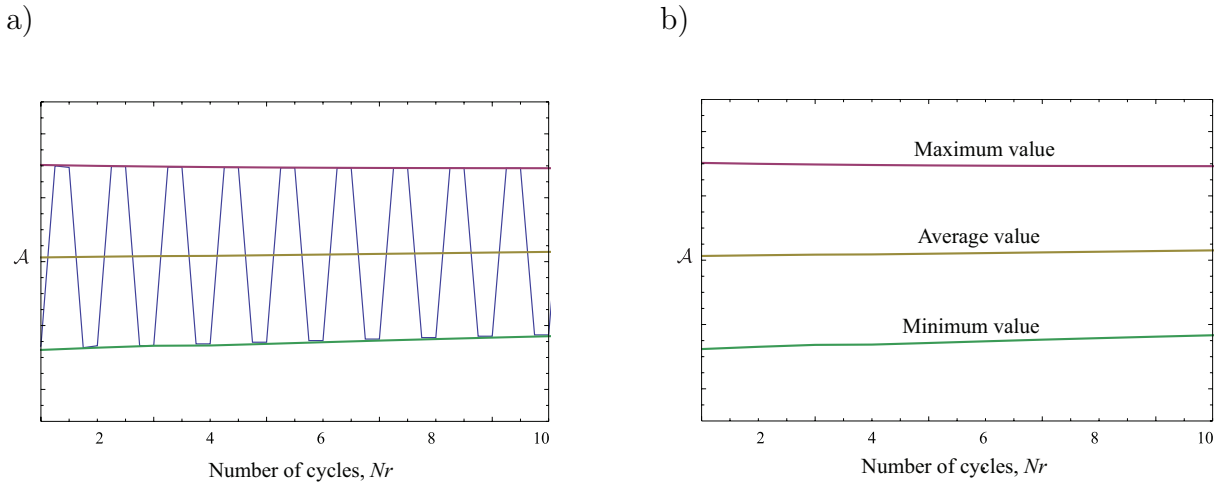 a)
𝒜
2 4 6 8 10
Number of cycles, Nr
b)
Maximum value
Average value
𝒜
Minimum value
2 4 6 8 10
Number of cycles, Nr